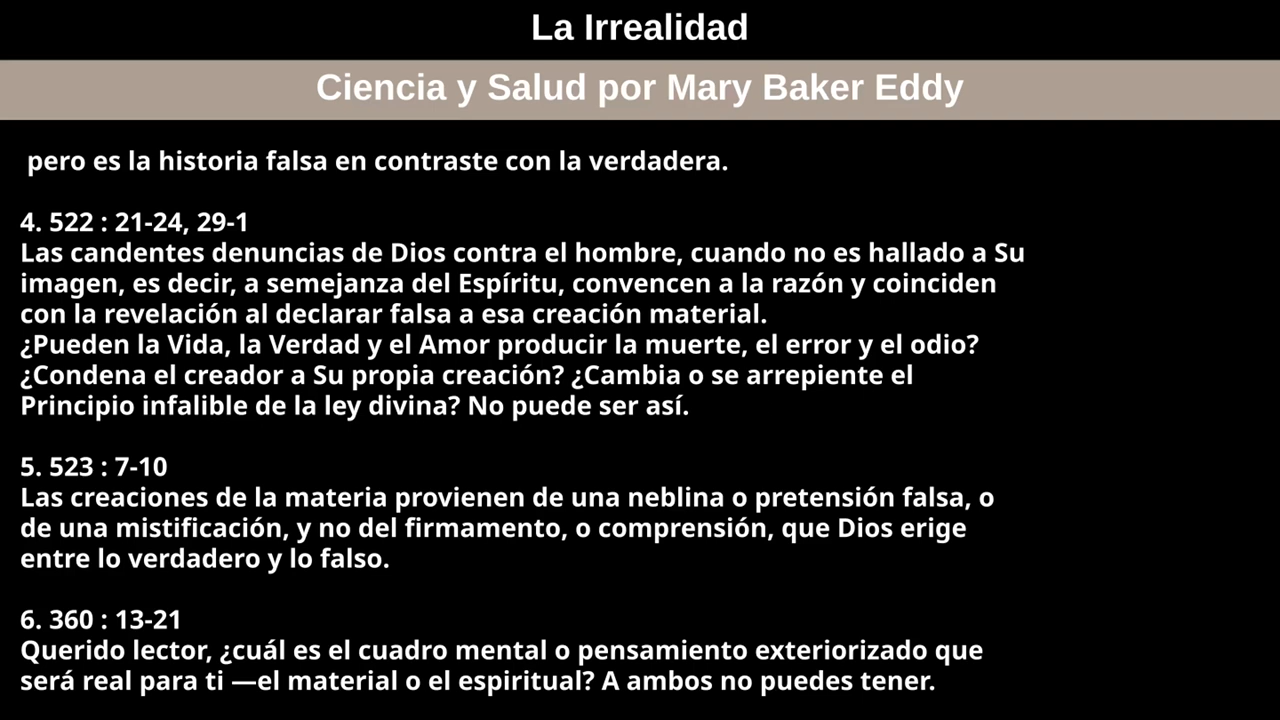 La Irrealidad
Ciencia y Salud por Mary Baker Eddy
pero es la historia falsa en contraste con la verdadera.
4. 522 : 21-24, 29-1
Las candentes denuncias de Dios contra el hombre, cuando no es hallado a Su
imagen, es decir, a semejanza del Espíritu, convencen a la razón y coinciden
con la revelación al declarar falsa a esa creación material.
¿Pueden la Vida, la Verdad y el Amor producir la muerte, el error y el odio?
¿Condena el creador a Su propia creación? ¿Cambia o se arrepiente el
Principio infalible de la ley divina? No puede ser así.
5. 523 : 7-10
Las creaciones de la materia provienen de una neblina o pretensión falsa, o
de una mistificación, y no del firmamento, o comprensión, que Dios erige
entre lo verdadero y lo falso.
6. 360 : 13-21
Querido lector, ¿cuál es el cuadro mental o pensamiento exteriorizado que
será real para ti —el material o el espiritual? A ambos no puedes tener.